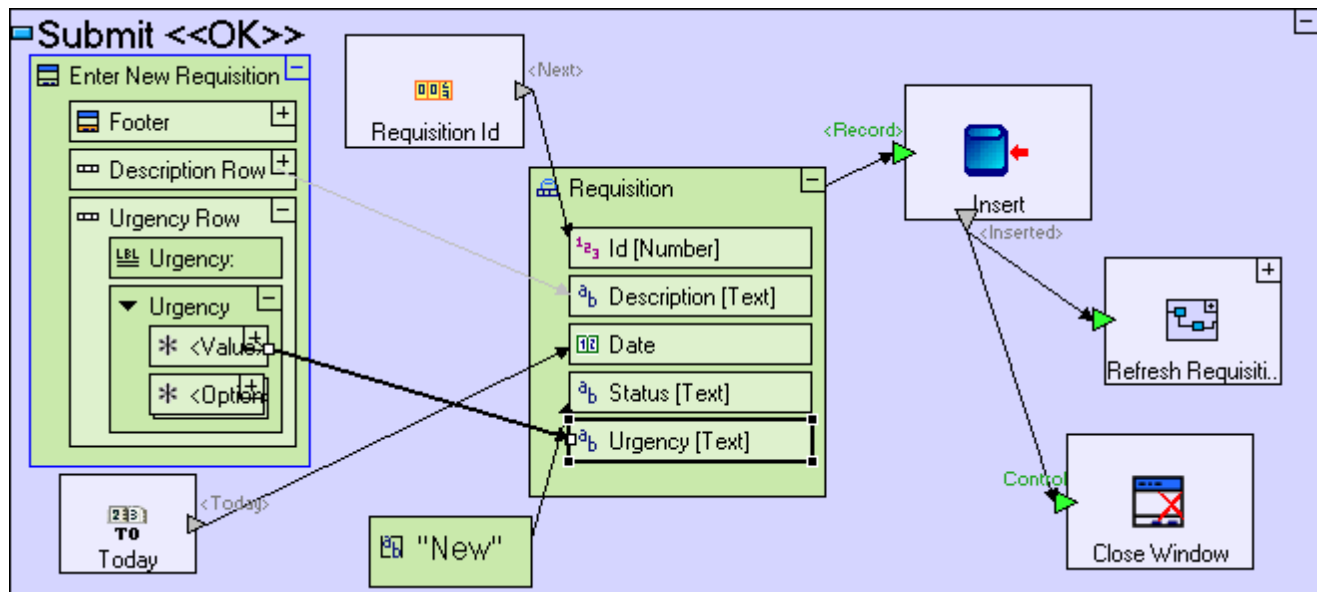 Submit <<OK>>
Enter New Requisition
Footer
Description Row
Urgency Row
LBL Urgency:
Urgency
<Value>
<Option
Requisition Id
<Next>
Requisition
Id [Number]
Description [Text]
Date
Status [Text]
Urgency [Text]
<Record>
Insert
<Inserted>
Refresh Requisiti..
Control
Close Window
<Today>
TO
Today
"New"